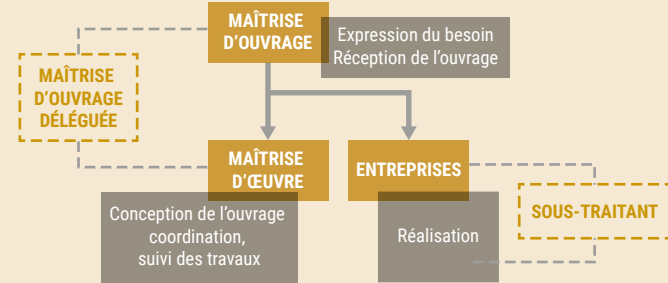 MAÎTRISE
D'OUVRAGE
Expression du besoin
Réception de l'ouvrage
MAÎTRISE
D'OUVRAGE
DÉLÉGUÉE
MAÎTRISE
D'ŒUVRE
ENTREPRISES
Conception de l'ouvrage
coordination,
suivi des travaux
Réalisation
SOUS-TRAITANT